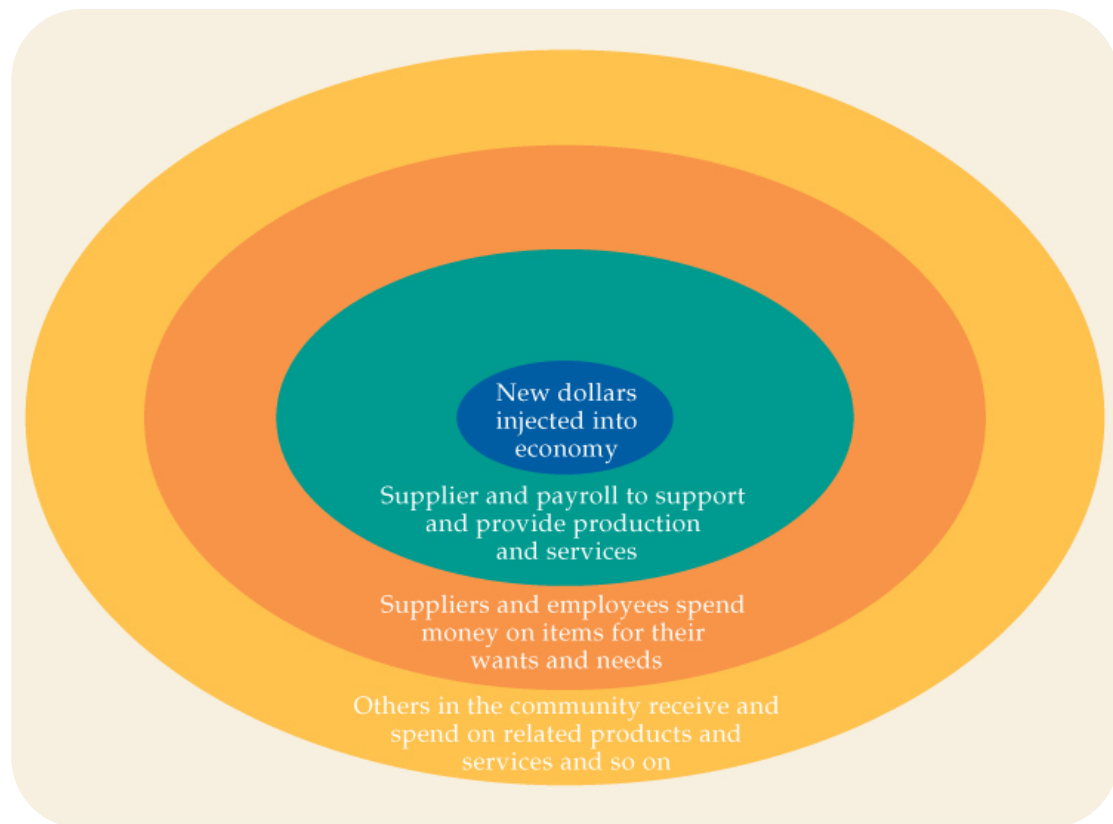 New dollars
injected into
economy
Supplier and payroll to support
and provide production
and services
Suppliers and employees spend
money on items for their
wants and needs
Others in the community receive and
spend on related products and
services and so on